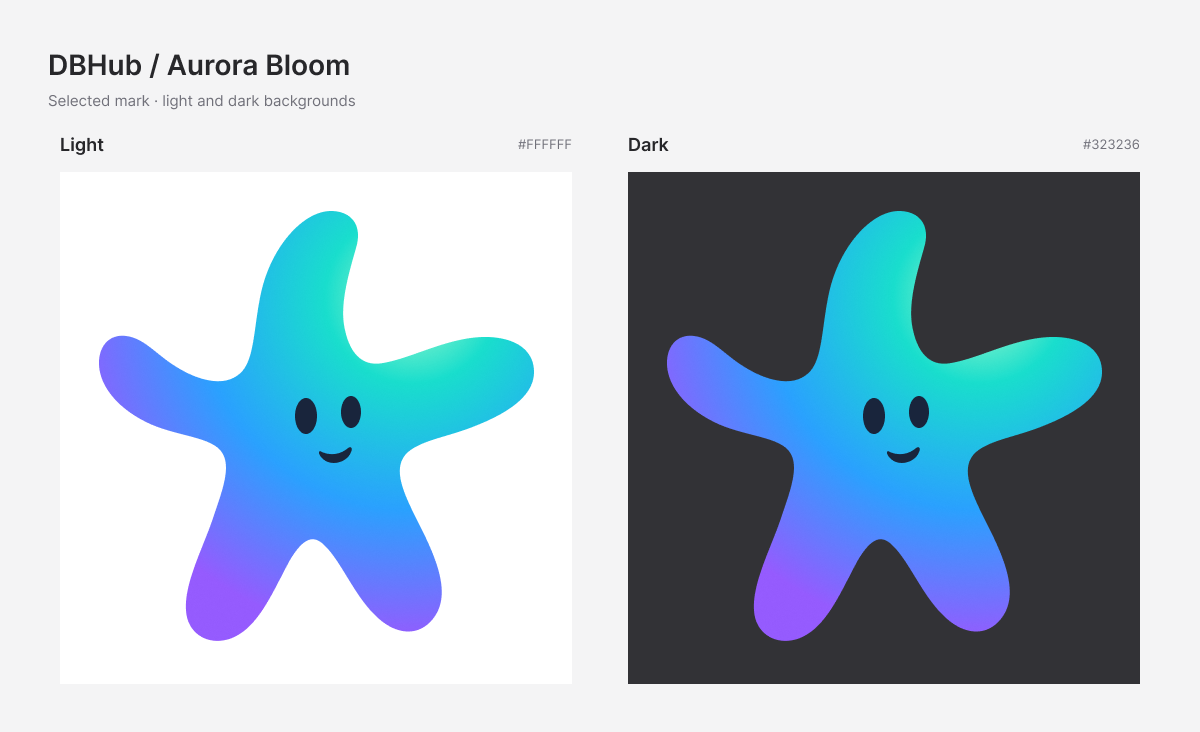 DBHub / Aurora Bloom
Selected mark · light and dark backgrounds
Light
#FFFFFF
Dark
#323236